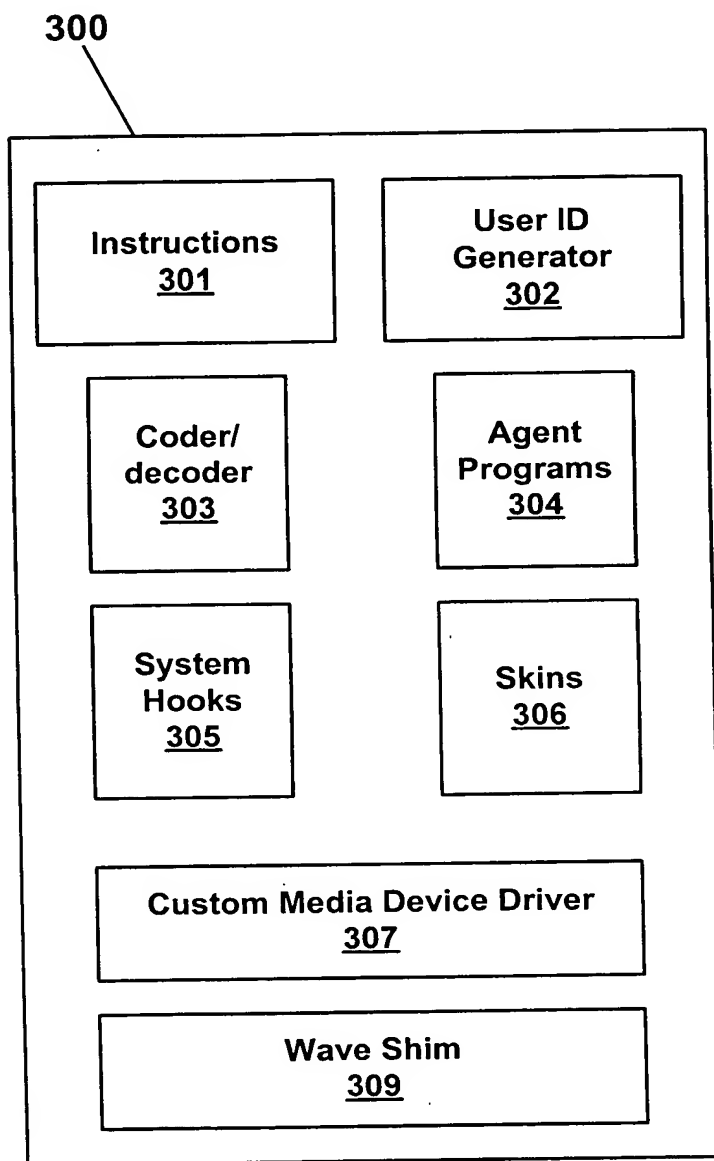 300
Instructions
301
User ID
Generator
302
Coder/
decoder
303
Agent
Programs
304
System
Hooks
305
Skins
306
Custom Media Device Driver
307
Wave Shim
309